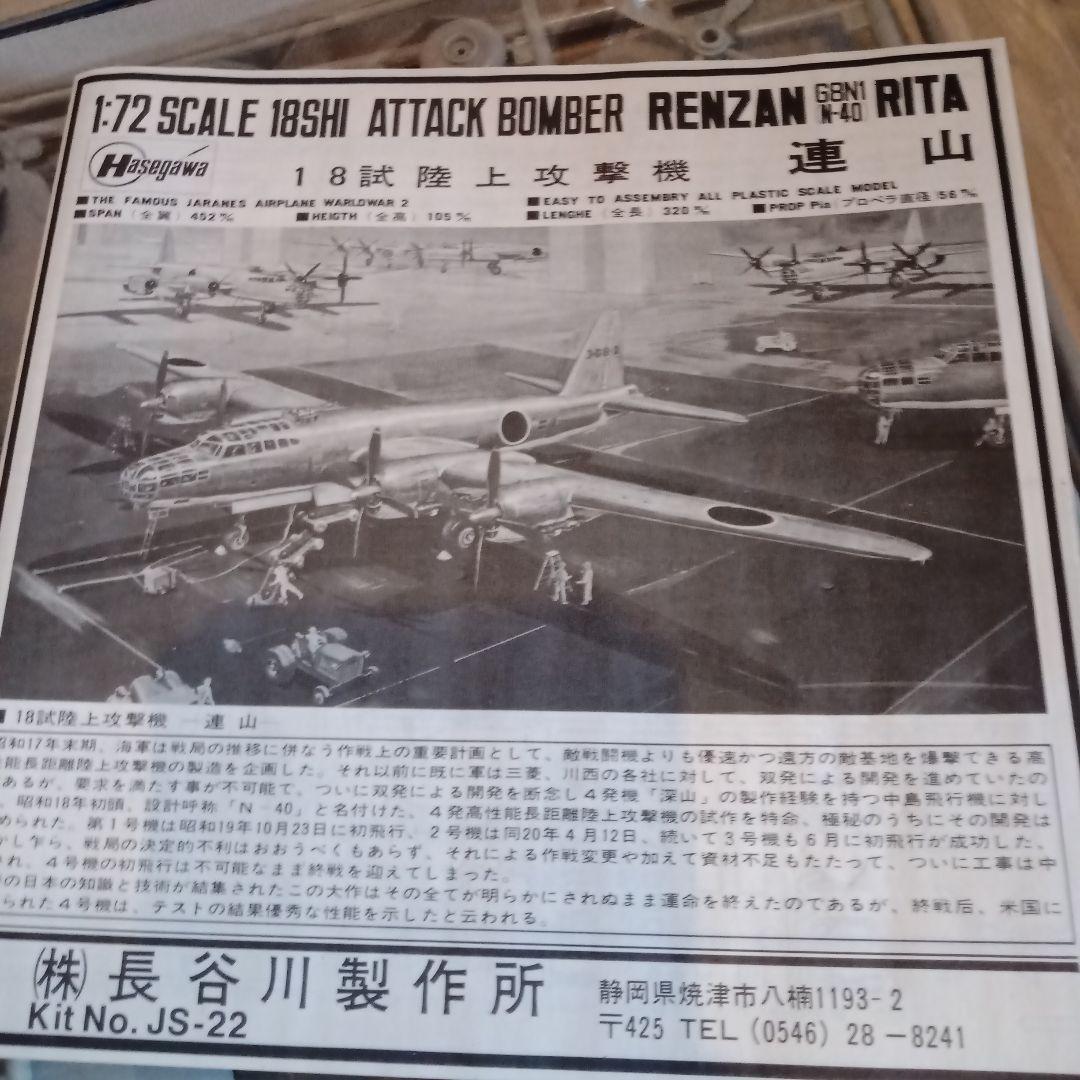 1:72 SCALE 18SHI ATTACK BOMBER RENZAN G8N1 N-40 RITA
Hasegawa
18試陸上攻撃機 連山
■THE FAMOUS JARANES AIRPLANE WARLDWAR 2 ■EASY TO ASSEMBRY ALL PLASTIC SCALE MODEL
■SPAN (全翼) 452㎜ ■HEIGTH (全高) 105㎜ ■LENGHE (全長) 320㎜ ■PROP Pia (プロペラ直径) 56㎜
■18試陸上攻撃機 ―連山―
昭和17年末期、海軍は戦局の推移に併なう作戦上の重要計画として、敵戦闘機よりも優速かつ遠方の敵基地を爆撃できる高
性能長距離陸上攻撃機の製造を企画した。それ以前に既に軍は三菱、川西の各社に対して、双発による開発を進めていたの
あるが、要求を満たす事が不可能で、ついに双発による開発を断念し4発機「深山」の製作経験を持つ中島飛行機に対し
、昭和18年初頭、設計呼称「N-40」と名付けた、4発高性能長距離陸上攻撃機の試作を特命、極秘のうちにその開発は
められた。第1号機は昭和19年10月23日に初飛行、2号機は同20年4月12日、続いて3号機も6月に初飛行が成功した。
かし乍ら、戦局の決定的不利はおおうべくもあらず、それによる作戦変更や加えて資材不足もたたって、ついに工事は中
され、4号機の初飛行は不可能なまま終戦を迎えてしまった。
の日本の知識と技術が結集されたこの大作はその全てが明らかにされぬまま運命を終えたのであるが、終戦后、米国に
られた4号機は、テストの結果優秀な性能を示したと云われる。
㈱長谷川製作所
Kit No. JS-22
静岡県焼津市八楠1193-2
〒425 TEL (0546) 28-8241